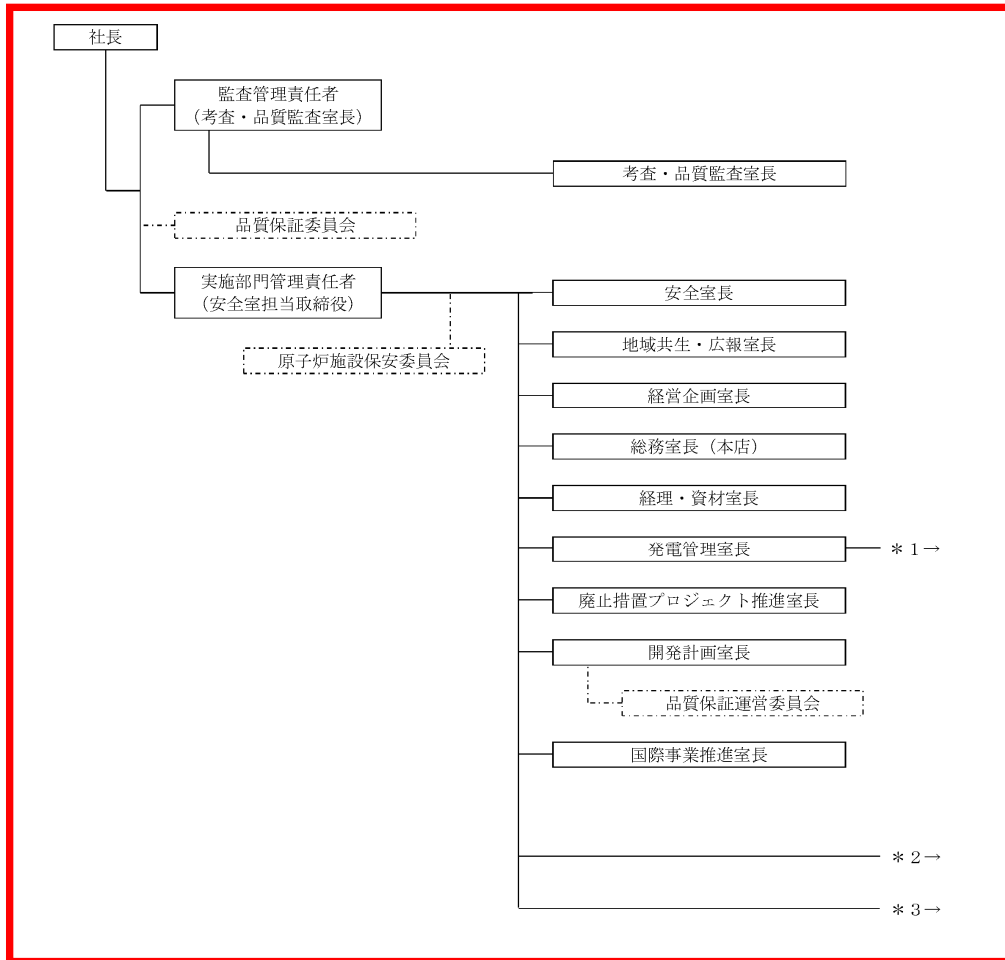 社長
監査管理責任者
(考査・品質監査室長)
考査・品質監査室長
品質保証委員会
実施部門管理責任者
(安全室担当取締役)
安全室長
地域共生・広報室長
原子炉施設保安委員会
経営企画室長
総務室長(本店)
経理・資材室長
発電管理室長
＊1→
廃止措置プロジェクト推進室長
開発計画室長
品質保証運営委員会
国際事業推進室長
＊2→
＊3→